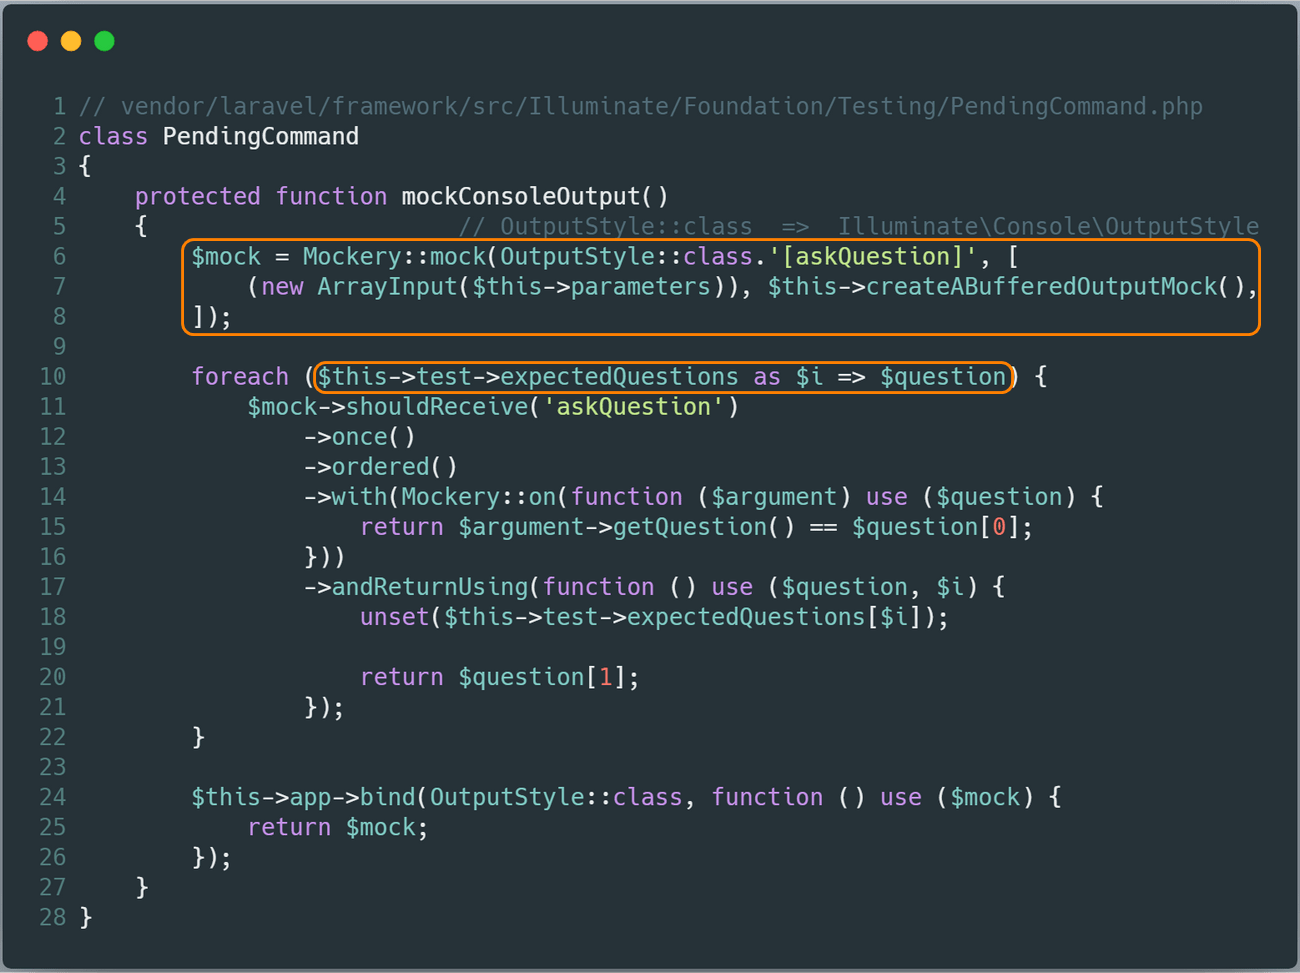 1 // vendor/laravel/framework/src/Illuminate/Foundation/Testing/PendingCommand.php
2 class PendingCommand
3 {
4     protected function mockConsoleOutput()
5     {                      // OutputStyle::class  =>  Illuminate\Console\OutputStyle
6         $mock = Mockery::mock(OutputStyle::class.'[askQuestion]', [
7             (new ArrayInput($this->parameters)), $this->createABufferedOutputMock(),
8         ]);
9
10         foreach ($this->test->expectedQuestions as $i => $question) {
11             $mock->shouldReceive('askQuestion')
12                 ->once()
13                 ->ordered()
14                 ->with(Mockery::on(function ($argument) use ($question) {
15                     return $argument->getQuestion() == $question[0];
16                 }))
17                 ->andReturnUsing(function () use ($question, $i) {
18                     unset($this->test->expectedQuestions[$i]);
19
20                     return $question[1];
21                 });
22         }
23
24         $this->app->bind(OutputStyle::class, function () use ($mock) {
25             return $mock;
26         });
27     }
28 }